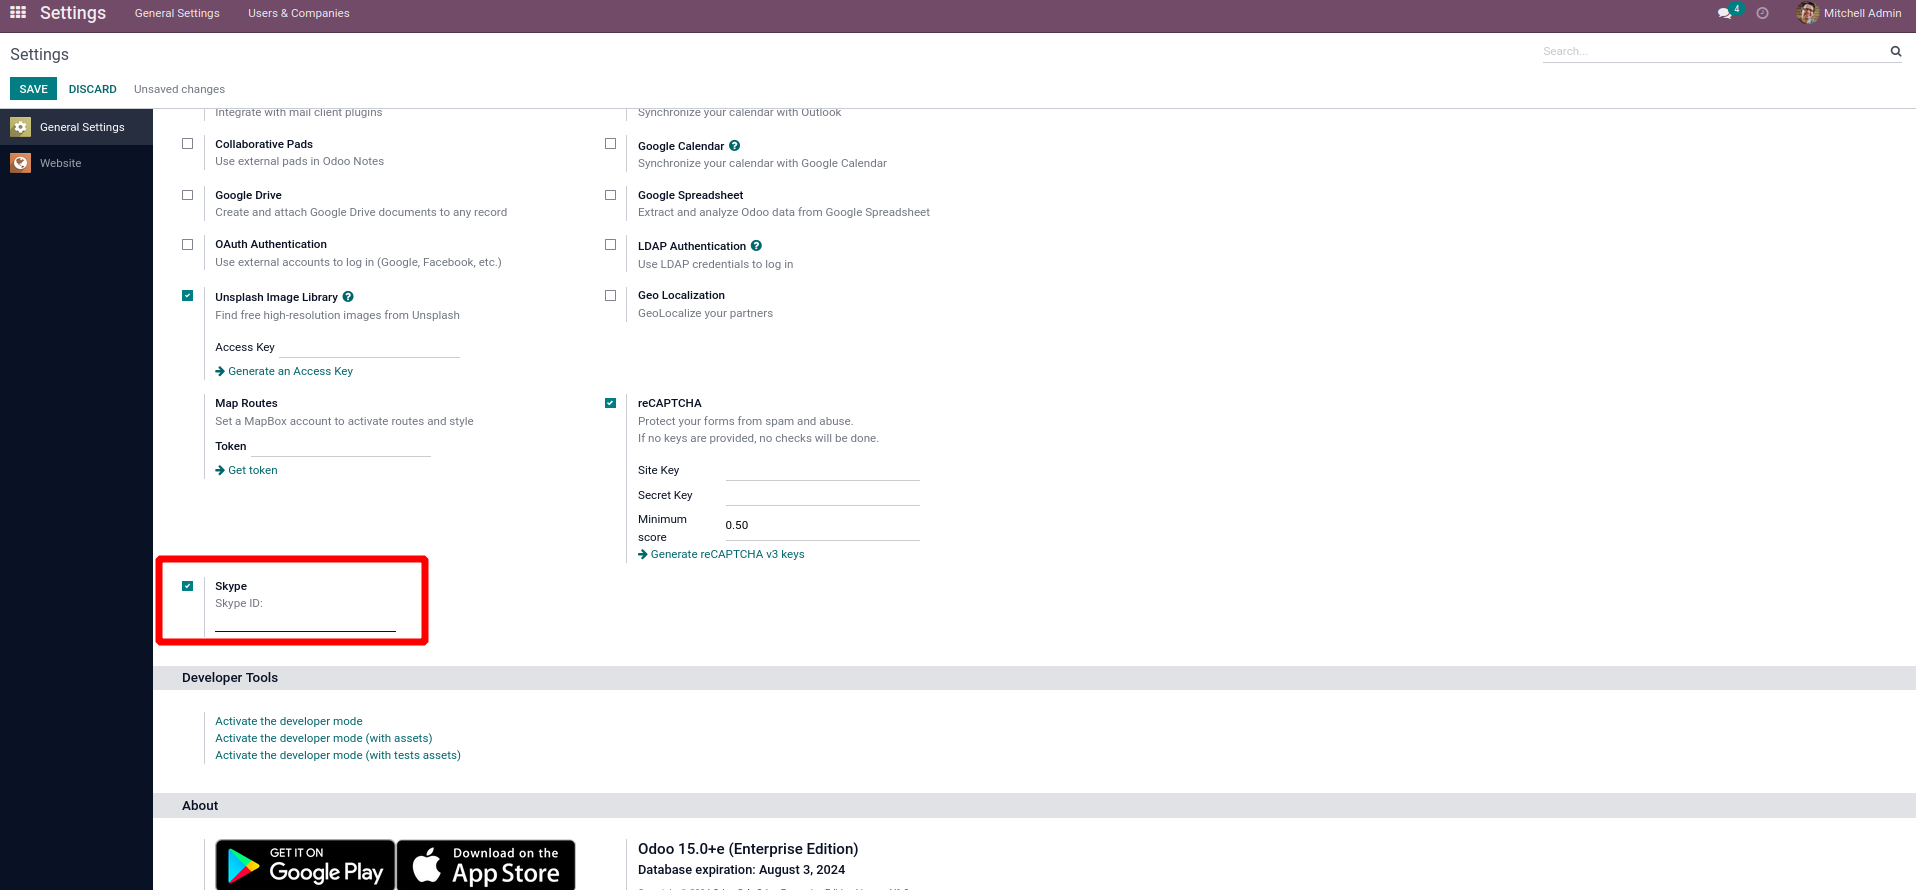 Settings
General Settings
Users & Companies
4
Mitchell Admin
Settings
Search...
SAVE
DISCARD
Unsaved changes
General Settings
Website
Integrate with mail client plugins
Synchronize your calendar with Outlook
Collaborative Pads
Use external pads in Odoo Notes
Google Calendar ?
Synchronize your calendar with Google Calendar
Google Drive
Create and attach Google Drive documents to any record
Google Spreadsheet
Extract and analyze Odoo data from Google Spreadsheet
OAuth Authentication
Use external accounts to log in (Google, Facebook, etc.)
LDAP Authentication ?
Use LDAP credentials to log in
Unsplash Image Library ?
Find free high-resolution images from Unsplash
Access Key
Generate an Access Key
Geo Localization
GeoLocalize your partners
Map Routes
Set a MapBox account to activate routes and style
Token
Get token
reCAPTCHA
Protect your forms from spam and abuse.
If no keys are provided, no checks will be done.
Site Key
Secret Key
Minimum
score
0.50
Generate reCAPTCHA v3 keys
Skype
Skype ID:
Developer Tools
Activate the developer mode
Activate the developer mode (with assets)
Activate the developer mode (with tests assets)
About
GET IT ON
Google Play
Download on the
App Store
Odoo 15.0+e (Enterprise Edition)
Database expiration: August 3, 2024